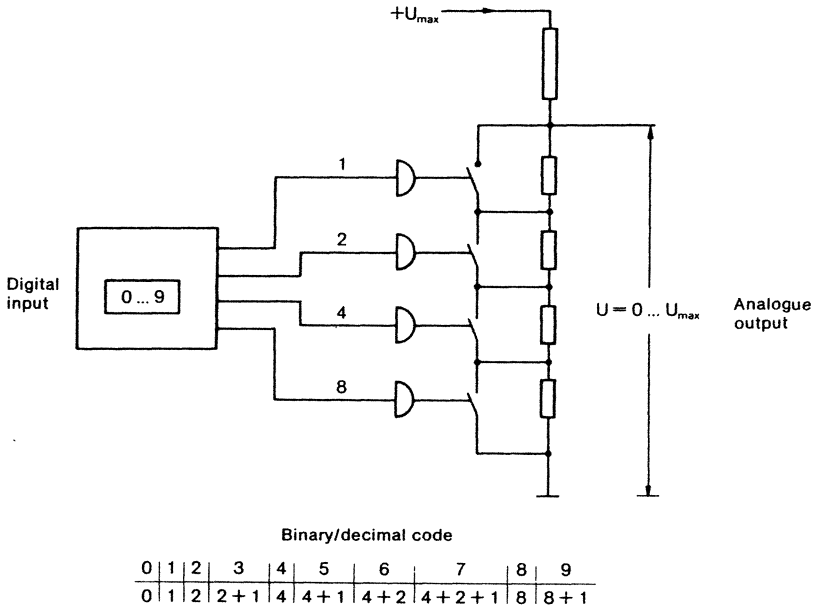 +Umax
1
2
Digital
input
0 ... 9
4
U = 0 ... Umax
Analogue
output
8
Binary/decimal code
0 | 1 | 2 | 3 | 4 | 5 | 6 | 7 | 8 | 9
0 | 1 | 2 | 2 + 1 | 4 | 4 + 1 | 4 + 2 | 4 + 2 + 1 | 8 | 8 + 1